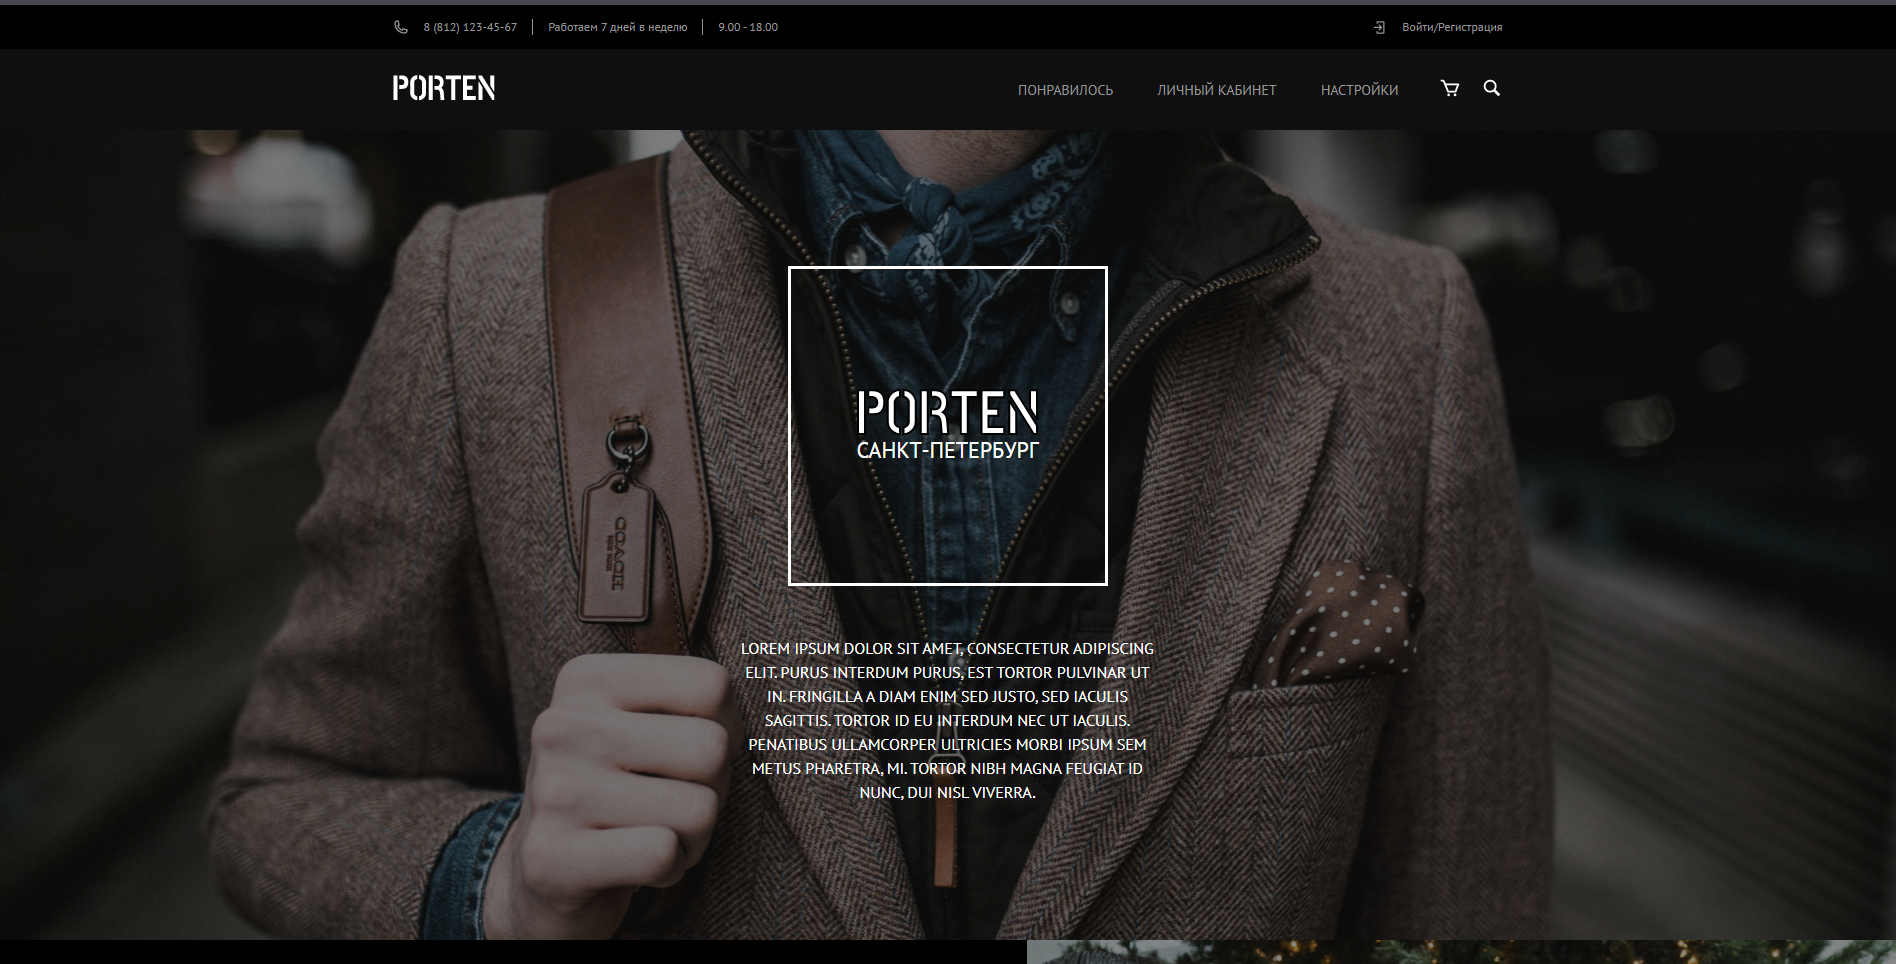 8 (812) 123-45-67
Работаем 7 дней в неделю
9.00 - 18.00
Войти/Регистрация
PORTEN
ПОНРАВИЛОСЬ
ЛИЧНЫЙ КАБИНЕТ
НАСТРОЙКИ
PORTEN
САНКТ-ПЕТЕРБУРГ
COACH
NEW YORK
LOREM IPSUM DOLOR SIT AMET, CONSECTETUR ADIPISCING
ELIT. PURUS INTERDUM PURUS, EST TORTOR PULVINAR UT
IN. FRINGILLA A DIAM ENIM SED JUSTO, SED IACULIS
SAGITTIS. TORTOR ID EU INTERDUM NEC UT IACULIS.
PENATIBUS ULLAMCORPER ULTRICIES MORBI IPSUM SEM
METUS PHARETRA, MI. TORTOR NIBH MAGNA FEUGIAT ID
NUNC, DUI NISL VIVERRA.